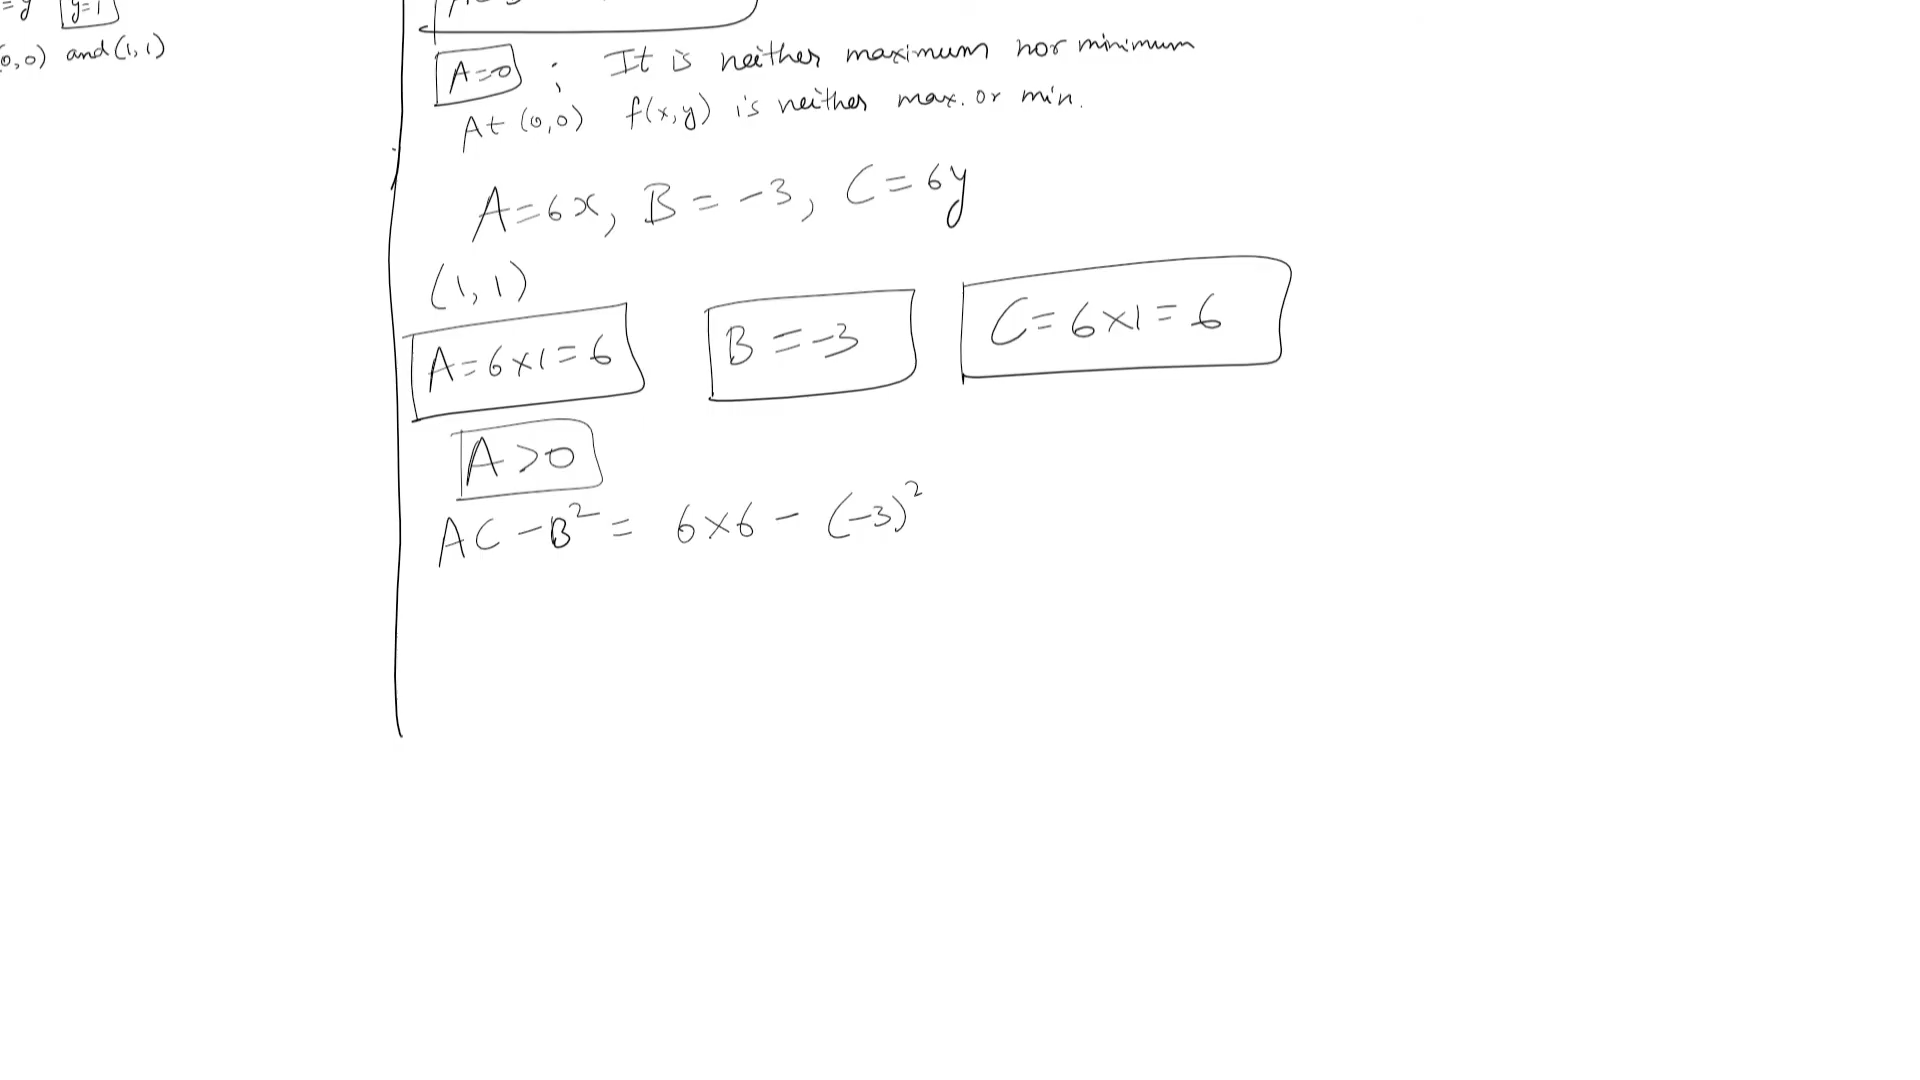 = y y=1
(0,0) and (1,1)
A=0 ; It is neither maximum nor minimum
At (0,0) f(x,y) is neither max. or min.
A=6x, B = -3, C=6y
(1,1)
A=6×1=6 B=-3 C=6×1=6
A>0
AC-B²= 6×6-(-3)²